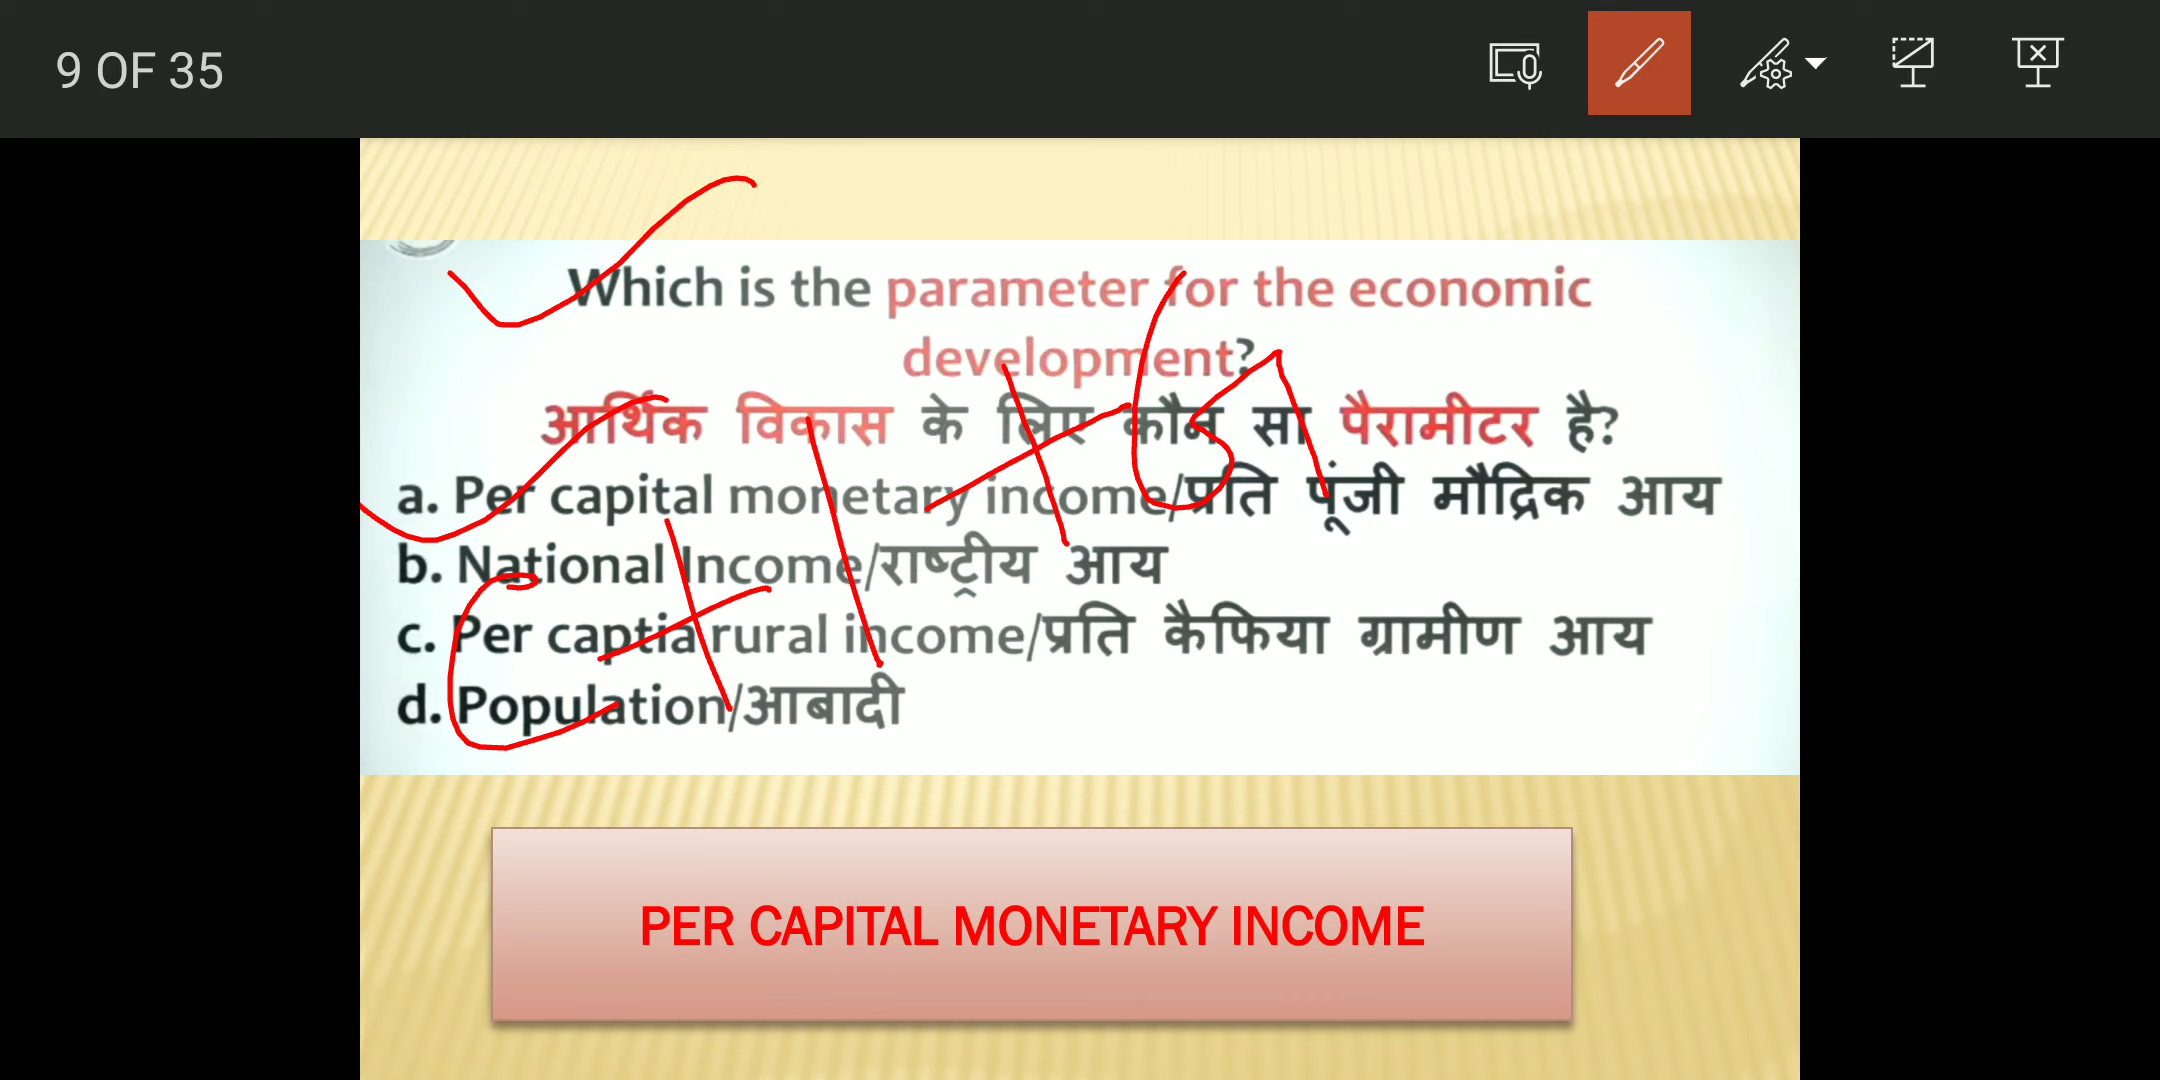 9 OF 35
Which is the parameter for the economic
development?
आर्थिक विकास के लिए कौन सा पैरामीटर है?
a. Per capital monetary income/प्रति पूंजी मौद्रिक आय
b. National Income/राष्ट्रीय आय
c. Per captia rural income/प्रति कैफिया ग्रामीण आय
d. Population/आबादी
PER CAPITAL MONETARY INCOME